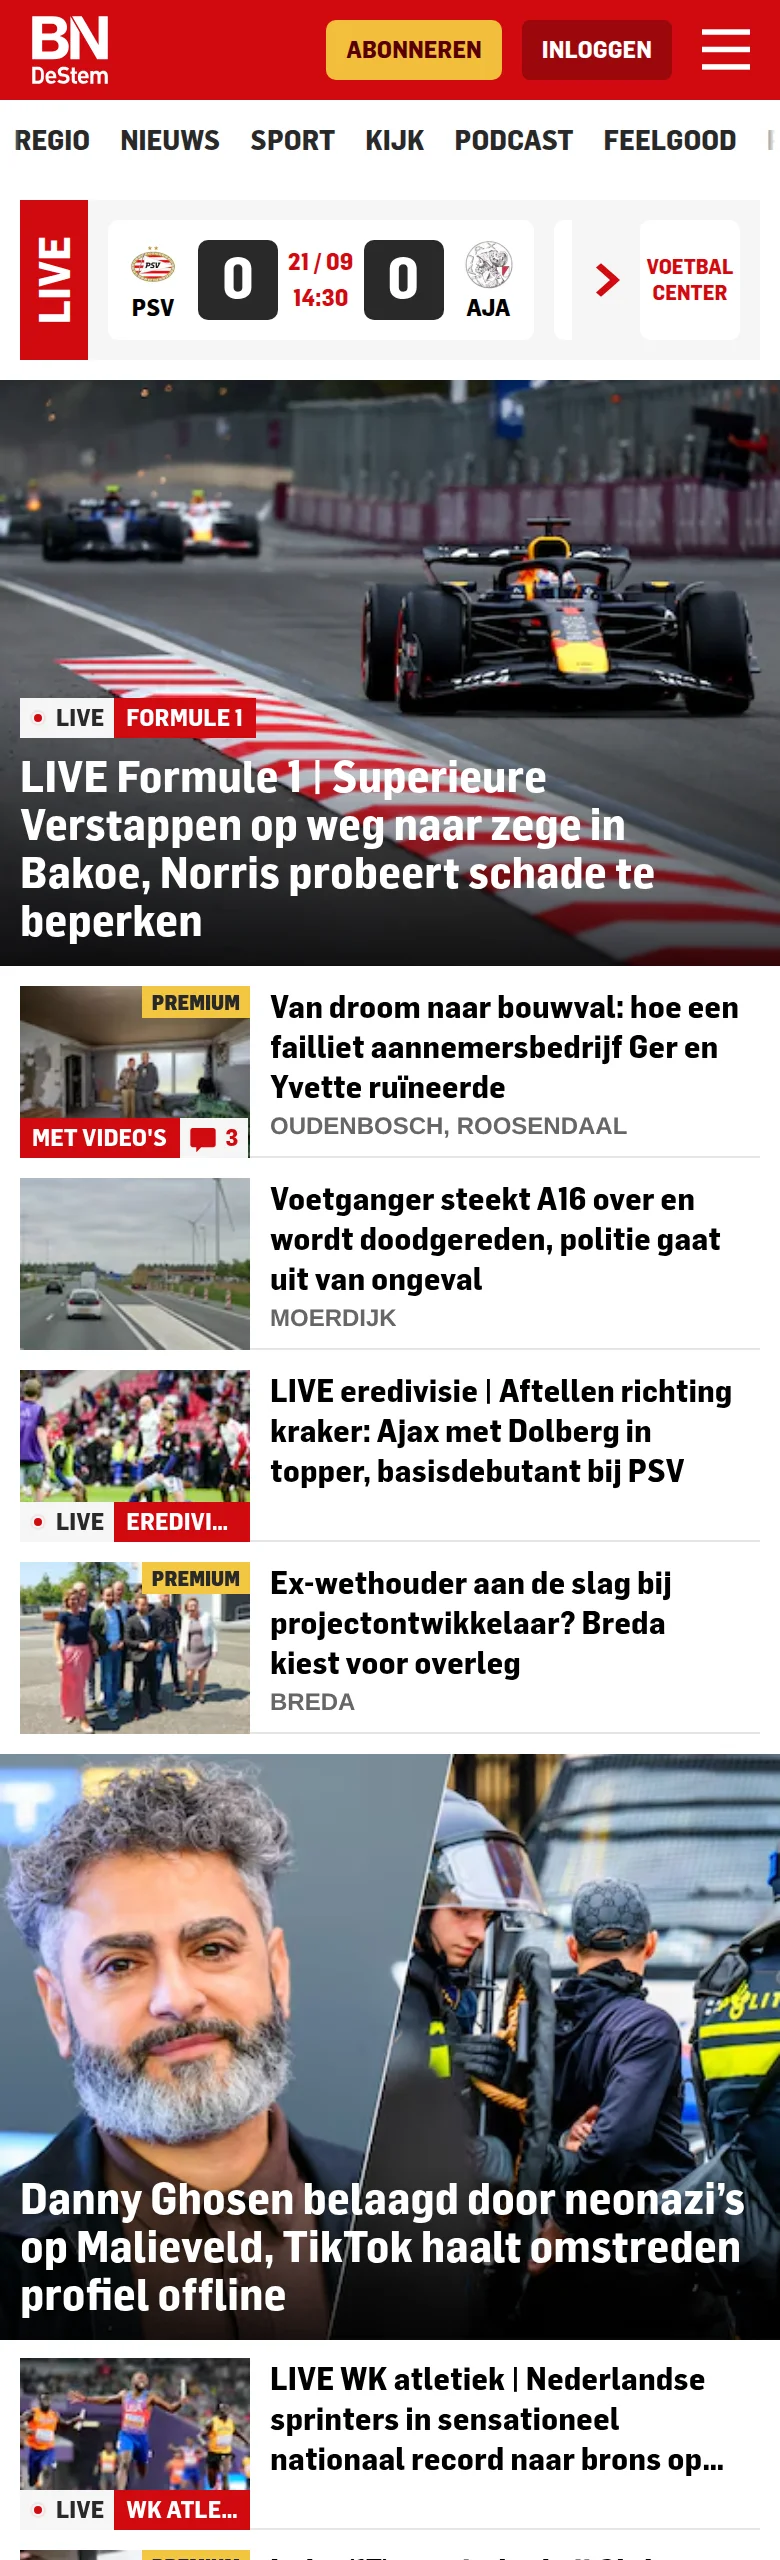 BN
DeStem
ABONNEREN
INLOGGEN
REGIO NIEUWS SPORT KIJK PODCAST FEELGOOD
LIVE
PSV
PSV
0
21 / 09
14:30
0
AJA
VOETBAL
CENTER
LIVE FORMULE 1
LIVE Formule 1 | Superieure
Verstappen op weg naar zege in
Bakoe, Norris probeert schade te
beperken
PREMIUM
MET VIDEO'S 3
Van droom naar bouwval: hoe een
failliet aannemersbedrijf Ger en
Yvette ruïneerde
OUDENBOSCH, ROOSENDAAL
Voetganger steekt A16 over en
wordt doodgereden, politie gaat
uit van ongeval
MOERDIJK
LIVE EREDIVI...
LIVE eredivisie | Aftellen richting
kraker: Ajax met Dolberg in
topper, basisdebutant bij PSV
PREMIUM
Ex-wethouder aan de slag bij
projectontwikkelaar? Breda
kiest voor overleg
BREDA
Danny Ghosen belaagd door neonazi’s
op Malieveld, TikTok haalt omstreden
profiel offline
LIVE WK ATLE...
LIVE WK atletiek | Nederlandse
sprinters in sensationeel
nationaal record naar brons op...